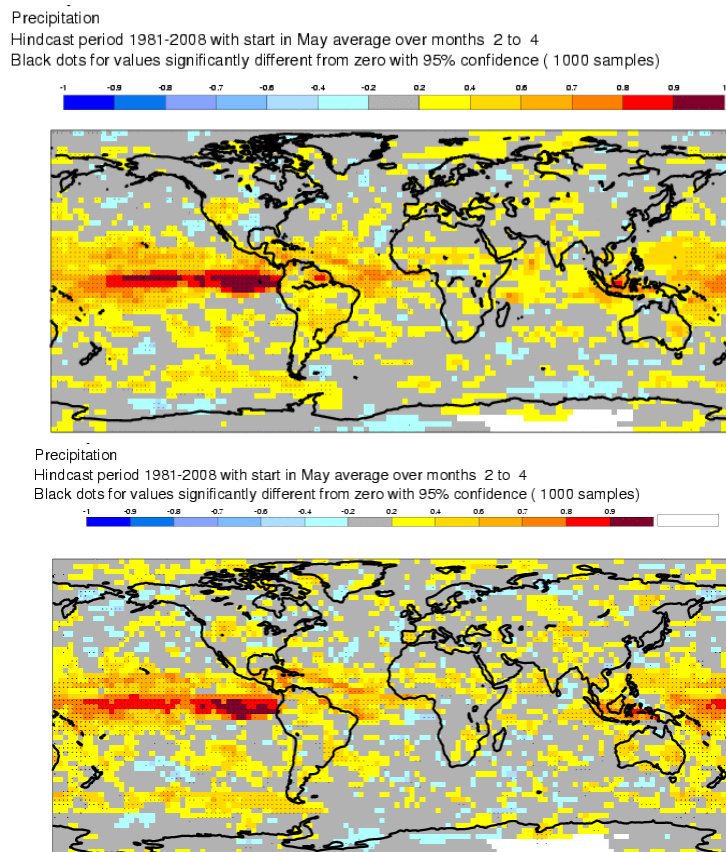 Precipitation
Hindcast period 1981-2008 with start in May average over months 2 to 4
Black dots for values significantly different from zero with 95% confidence ( 1000 samples)
-1 -0.9 -0.8 -0.7 -0.6 -0.4 -0.2 0.2 0.4 0.6 0.7 0.8 0.9 1
Precipitation
Hindcast period 1981-2008 with start in May average over months 2 to 4
Black dots for values significantly different from zero with 95% confidence ( 1000 samples)
-1 -0.9 -0.8 -0.7 -0.6 -0.4 -0.2 0.2 0.4 0.6 0.7 0.8 0.9